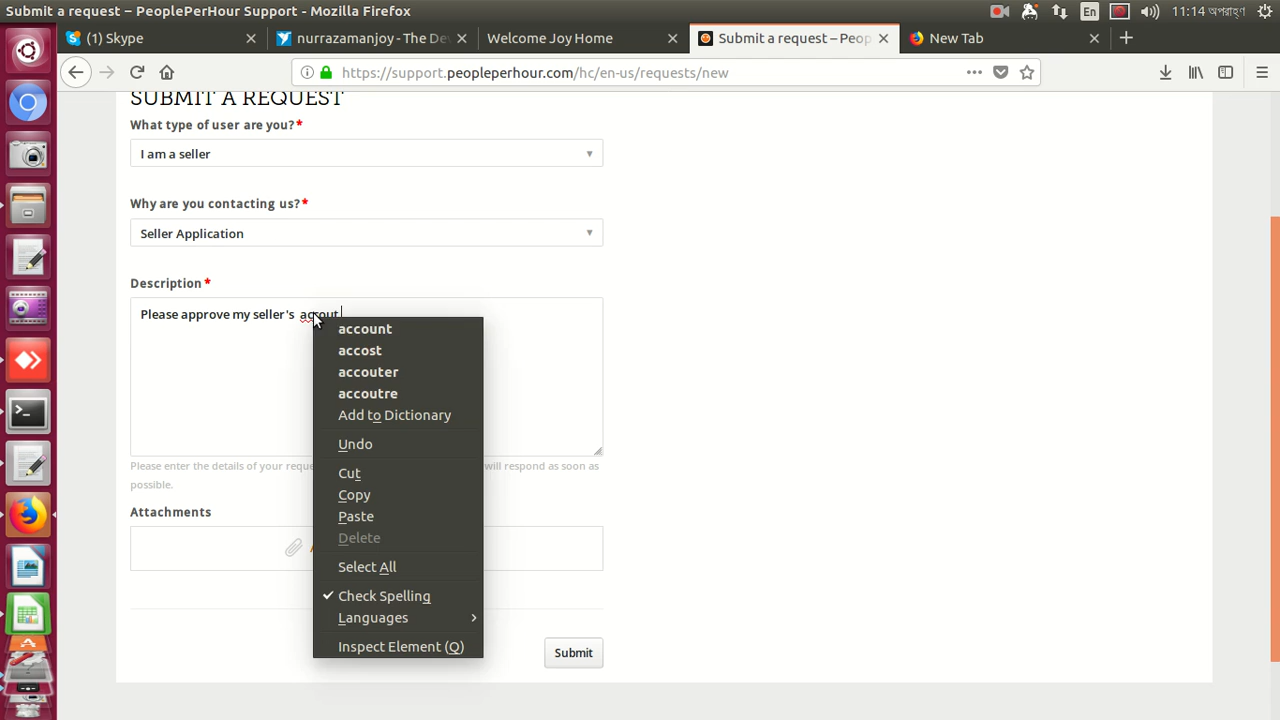 Submit a request – PeoplePerHour Support - Mozilla Firefox
En
11:14 অপরাহ্ণ
(1) Skype
nurrazamanjoy - The De
Welcome Joy Home
Submit a request – Peop
New Tab
https://support.peopleperhour.com/hc/en-us/requests/new
SUBMIT A REQUEST
What type of user are you?*
I am a seller
Why are you contacting us?*
Seller Application
Description *
Please approve my seller's acout
account
accost
accouter
accoutre
Add to Dictionary
Undo
Cut
Copy
Paste
Delete
Select All
Check Spelling
Languages
Inspect Element (Q)
Please enter the details of your reque
will respond as soon as
possible.
Attachments
Submit